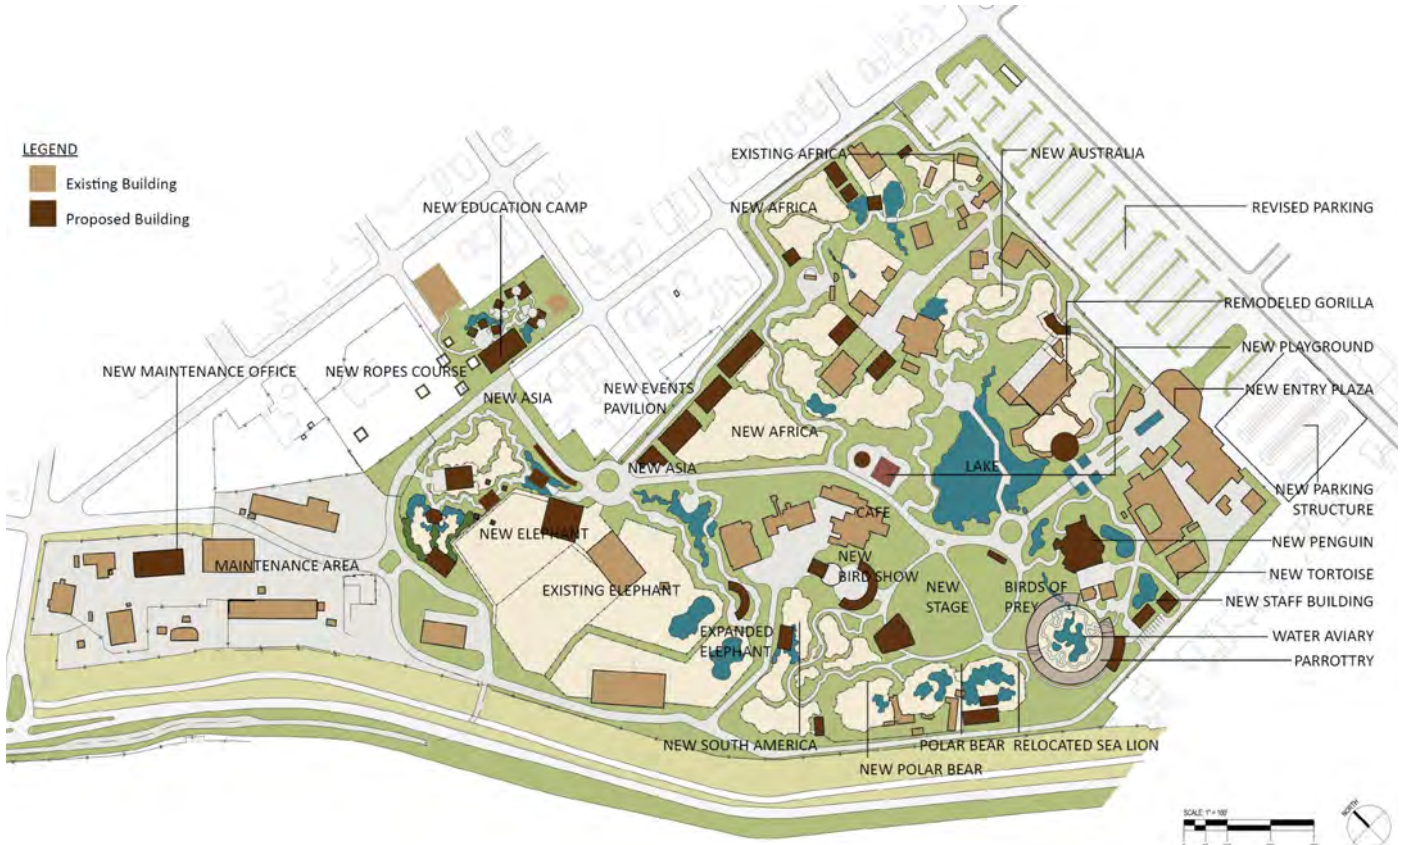 LEGEND
Existing Building
Proposed Building
EXISTING AFRICA
NEW AUSTRALIA
NEW EDUCATION CAMP
NEW AFRICA
REVISED PARKING
REMODELED GORILLA
NEW PLAYGROUND
NEW MAINTENANCE OFFICE
NEW ROPES COURSE
NEW EVENTS
PAVILION
NEW ENTRY PLAZA
NEW ASIA
NEW AFRICA
NEW ASIA
LAKE
NEW PARKING
STRUCTURE
CAFE
NEW ELEPHANT
NEW PENGUIN
MAINTENANCE AREA
NEW
BIRD SHOW
NEW TORTOISE
EXISTING ELEPHANT
NEW
STAGE
BIRDS OF
PREY
NEW STAFF BUILDING
EXPANDED
ELEPHANT
WATER AVIARY
PARROTTRY
NEW SOUTH AMERICA
POLAR BEAR
RELOCATED SEA LION
NEW POLAR BEAR
SCALE: 1" = 100'
NORTH